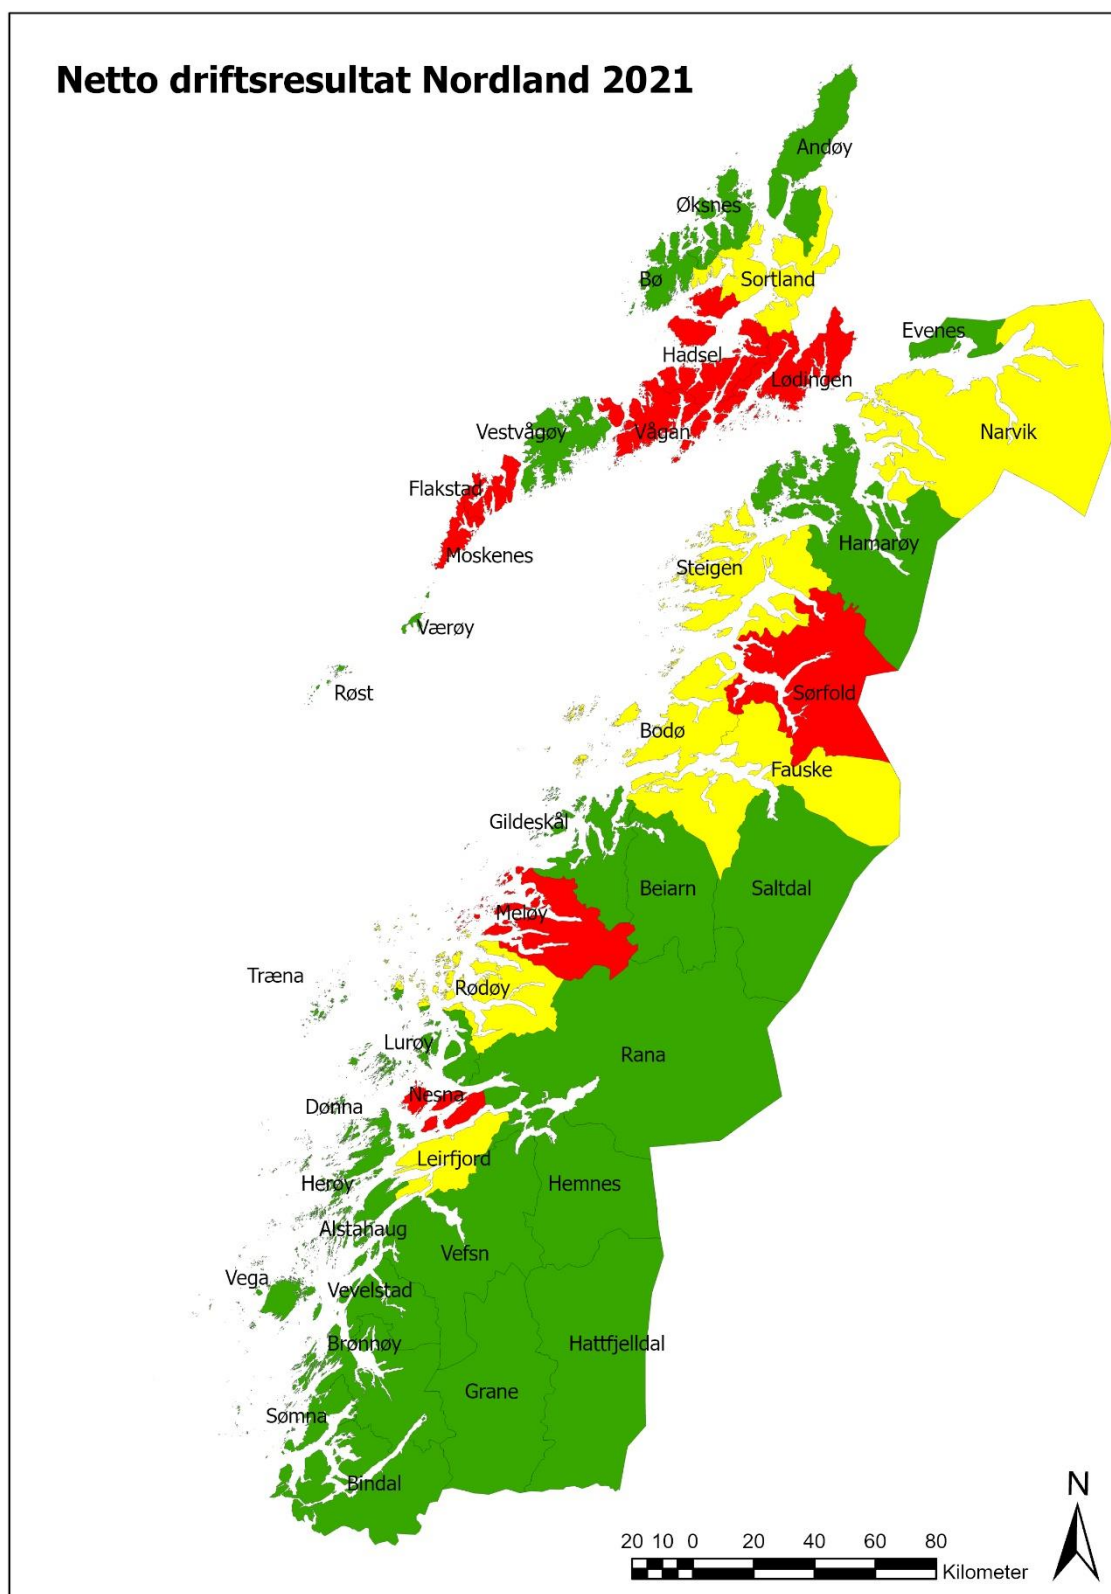 Netto driftsresultat Nordland 2021
Andøy
Øksnes
Bø
Sortland
Evenes
Hadsel
Lødingen
Vestvågøy
Vågan
Narvik
Flakstad
Moskenes
Hamarøy
Steigen
Værøy
Røst
Sørfold
Bodø
Fauske
Gildeskål
Beiarn
Saltdal
Meløy
Træna
Rødøy
Lurøy
Rana
Nesna
Dønna
Leirfjord
Herøy
Hemnes
Alstahaug
Vefsn
Vega
Vevelstad
Brønnøy
Hattfjelldal
Grane
Sømna
Bindal
N
20 10 0 20 40 60 80
Kilometer